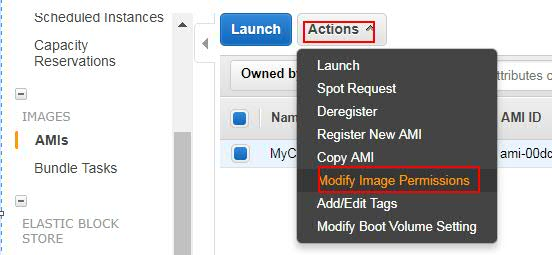 Scheduled Instances
Capacity
Reservations
IMAGES
AMIs
Bundle Tasks
ELASTIC BLOCK
STORE
Launch
Actions
Owned by
Launch
Spot Request
Deregister
Register New AMI
Copy AMI
Modify Image Permissions
Add/Edit Tags
Modify Boot Volume Setting
ttributes o
Nam
AMI ID
MyC
ami-00dc